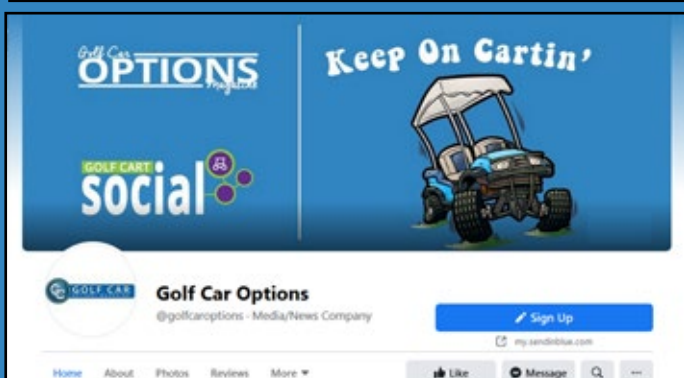 Golf Car
OPTIONS
Magazine
Keep On Cartin'
GOLF CART
social
GOLF CAR
Golf Car Options
@golfcaroptions · Media/News Company
Sign Up
my.sendinblue.com
Home About Photos Reviews More ▼ Like Message